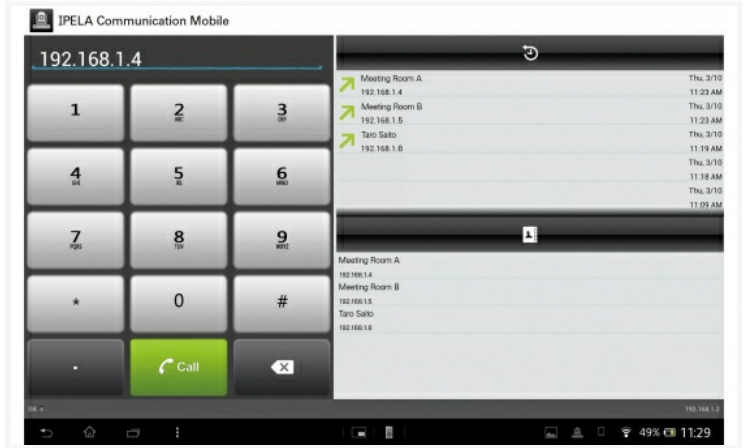 IPELA Communication Mobile
192.168.1.4
1
2 ABC
3 DEF
4 GHI
5 JKL
6 MNO
7 PQRS
8 TUV
9 WXYZ
*
0
#
.
Call
Meeting Room A Thu, 3/10
192.168.1.4 11:23 AM
Meeting Room B Thu, 3/10
192.168.1.5 11:23 AM
Taro Saito Thu, 3/10
192.168.1.6 11:19 AM
Thu, 3/10
11:18 AM
Thu, 3/10
11:09 AM
Meeting Room A
192.168.1.4
Meeting Room B
192.168.1.5
Taro Saito
192.168.1.6
192.168.1.2
49% 11:29